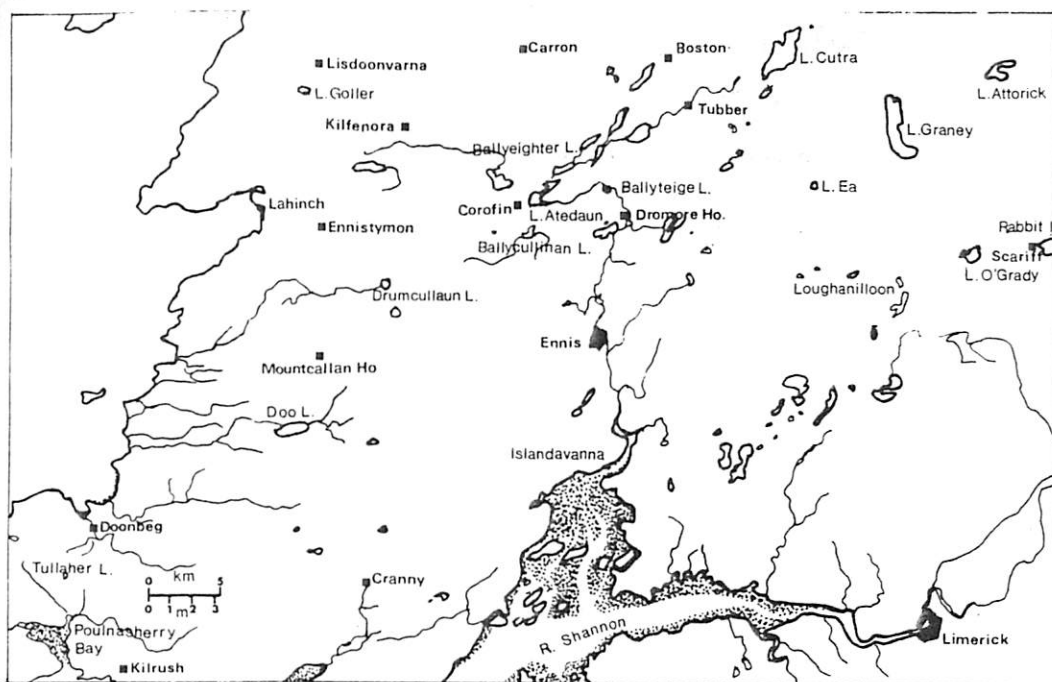 Carron
Boston
Lisdoonvarna
L. Cutra
L. Goller
L. Attorick
Tubber
Kilfenora
L. Graney
Ballyeighter L.
Ballyteige L.
L. Ea
Lahinch
Corofin
L. Atedaun
Dromore Ho.
Ennistymon
Rabbit I
Ballycullinan L.
Scariff
L. O'Grady
Drumcullaun L.
Loughanilloon
Ennis
Mountcallan Ho
Doo L.
Islandavanna
Doonbeg
Tullaher L.
0 km 5
0 1 m 2 3
Cranny
Poulnasherry
Bay
R. Shannon
Limerick
Kilrush